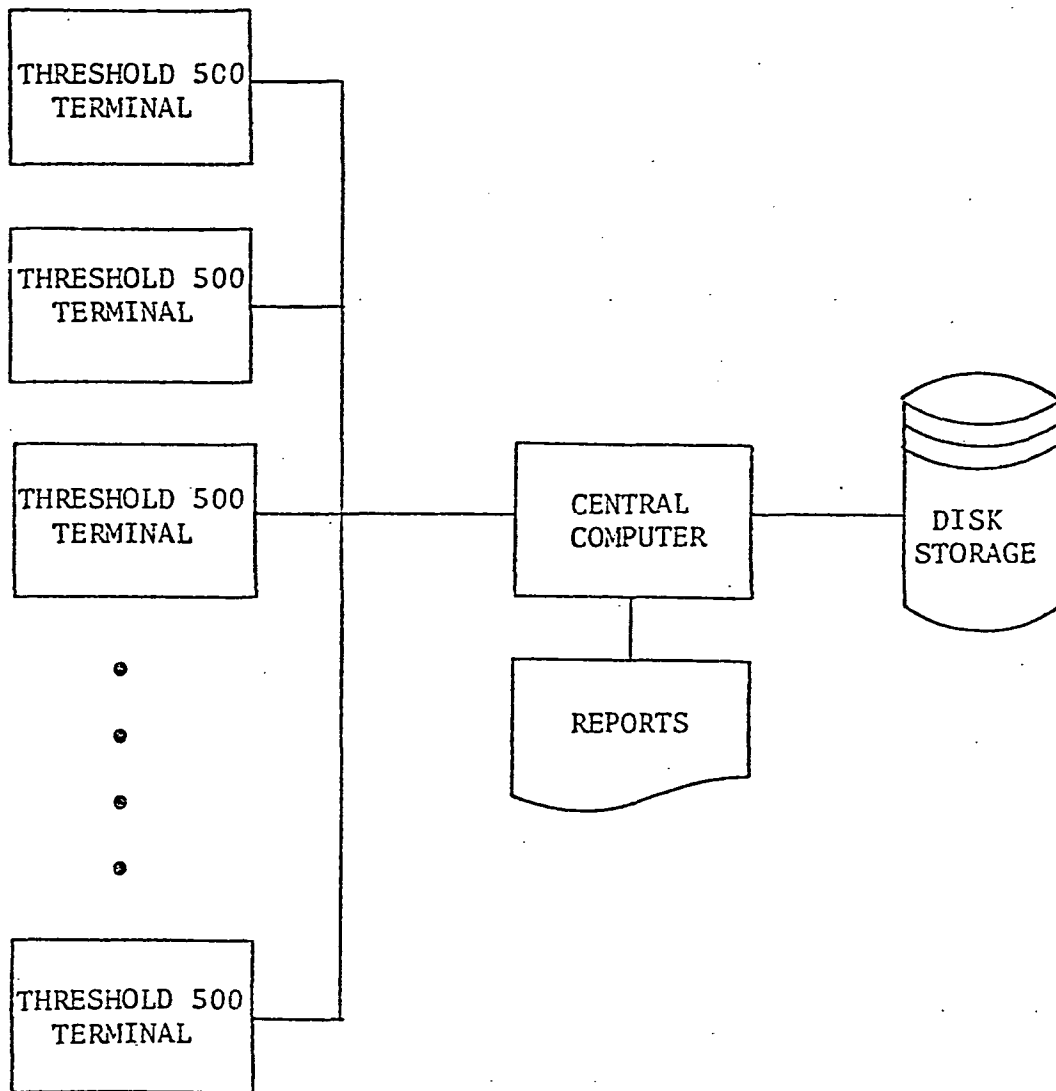 THRESHOLD 500
TERMINAL
THRESHOLD 500
TERMINAL
THRESHOLD 500
TERMINAL
CENTRAL
COMPUTER
DISK
STORAGE
REPORTS
THRESHOLD 500
TERMINAL